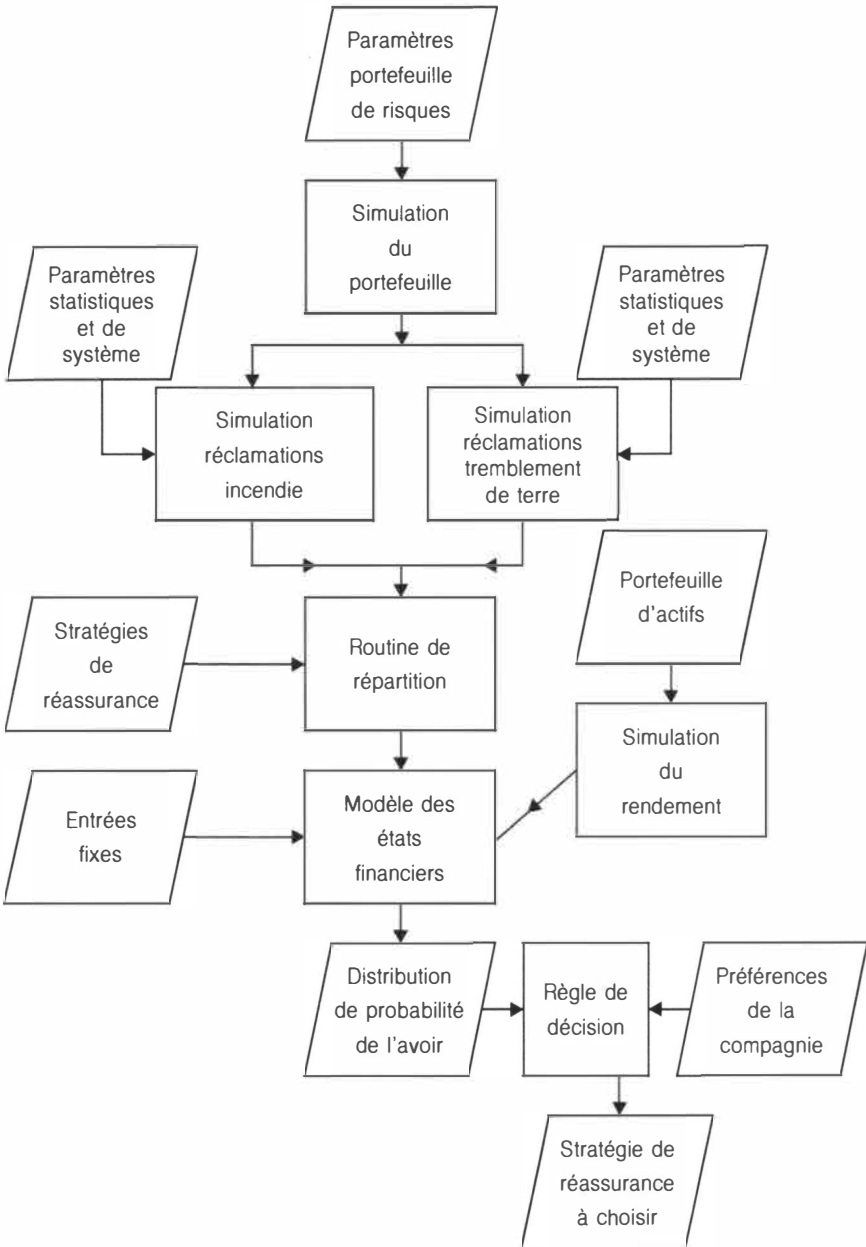 Paramètres
portefeuille
de risques
Simulation
du
portefeuille
Paramètres
statistiques
et de
système
Paramètres
statistiques
et de
système
Simulation
réclamations
incendie
Simulation
réclamations
tremblement
de terre
Portefeuille
d'actifs
Stratégies
de
réassurance
Routine de
répartition
Simulation
du
rendement
Entrées
fixes
Modèle des
états
financiers
Distribution
de probabilité
de l'avoir
Règle de
décision
Préférences
de la
compagnie
Stratégie de
réassurance
à choisir